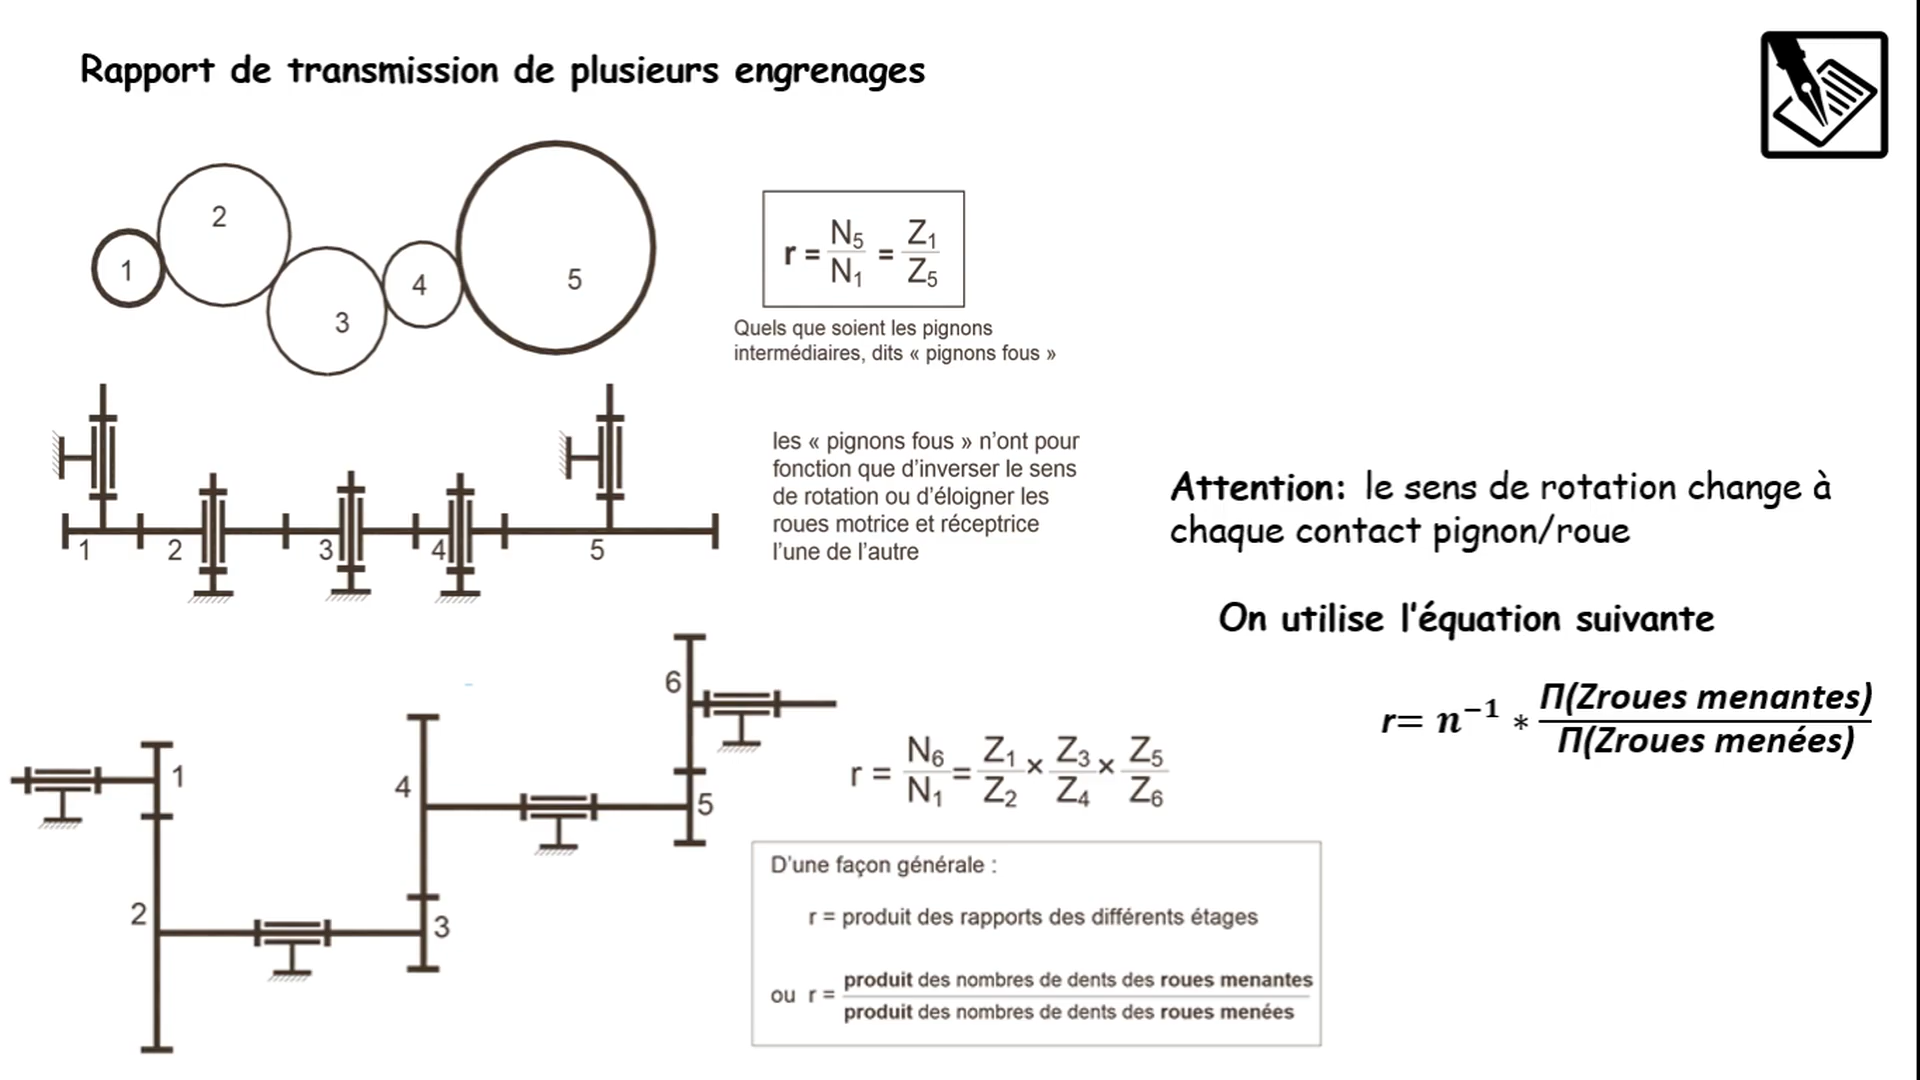 Rapport de transmission de plusieurs engrenages
1
2
3
4
5
r = N5/N1 = Z1/Z5
Quels que soient les pignons
intermédiaires, dits « pignons fous »
1
2
3
4
5
les « pignons fous » n’ont pour
fonction que d’inverser le sens
de rotation ou d’éloigner les
roues motrice et réceptrice
l’une de l’autre
Attention: le sens de rotation change à
chaque contact pignon/roue
On utilise l’équation suivante
r= n⁻¹ * Π(Zroues menantes)/Π(Zroues menées)
1
2
3
4
5
6
r = N6/N1 = Z1/Z2 × Z3/Z4 × Z5/Z6
D’une façon générale :
r = produit des rapports des différents étages
ou r = produit des nombres de dents des roues menantes
produit des nombres de dents des roues menées